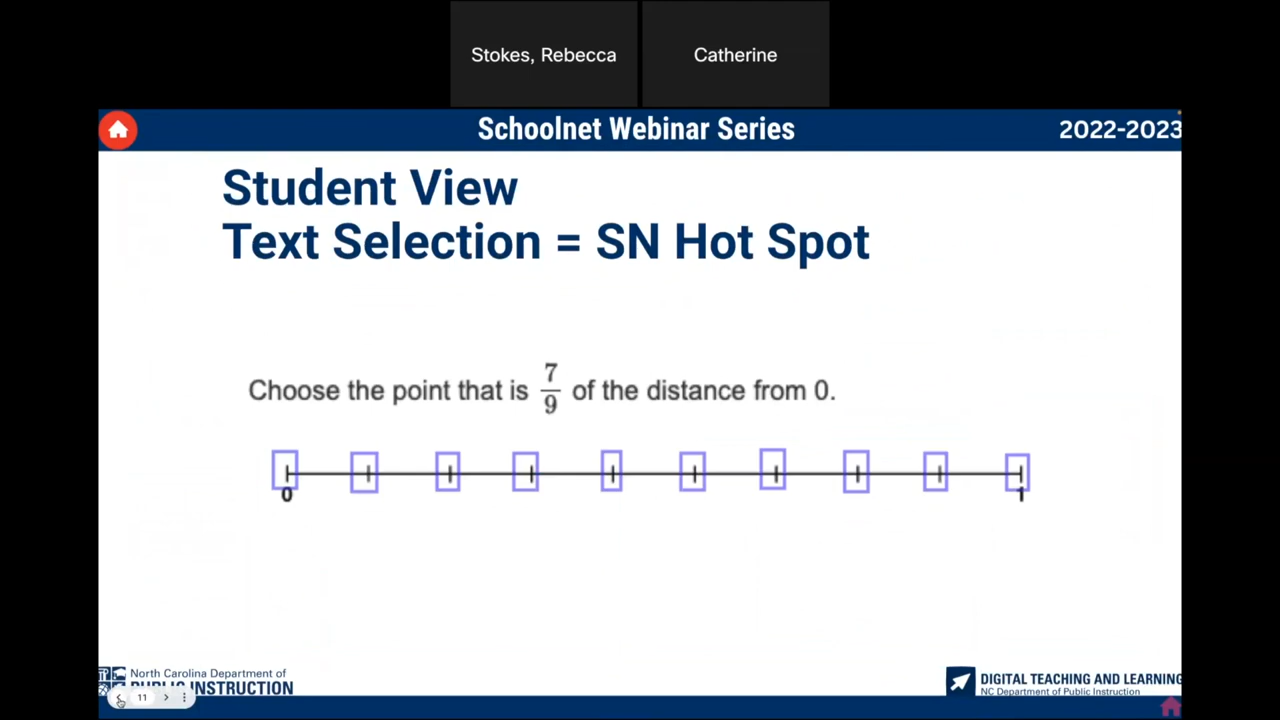 Stokes, Rebecca
Catherine
Schoolnet Webinar Series
2022-2023
Student View
Text Selection = SN Hot Spot
Choose the point that is 7/9 of the distance from 0.
0
1
North Carolina Department of
PUBLIC INSTRUCTION
11
DIGITAL TEACHING AND LEARNING
NC Department of Public Instruction